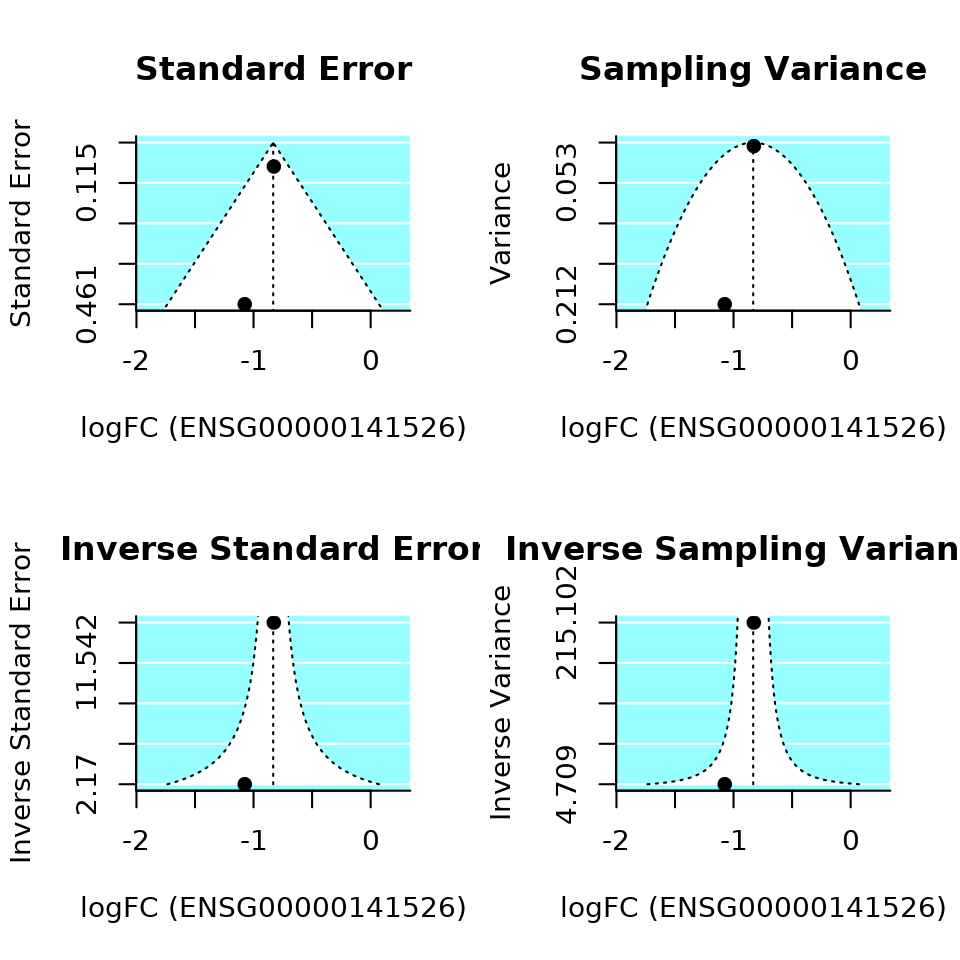 Standard Error
Standard Error
0.115
0.461
-2 -1 0
logFC (ENSG00000141526)
Sampling Variance
Variance
0.053
0.212
-2 -1 0
logFC (ENSG00000141526)
Inverse Standard Error
Inverse Standard Error
11.542
2.17
-2 -1 0
logFC (ENSG00000141526)
Inverse Sampling Varian
Inverse Variance
215.102
4.709
-2 -1 0
logFC (ENSG00000141526)